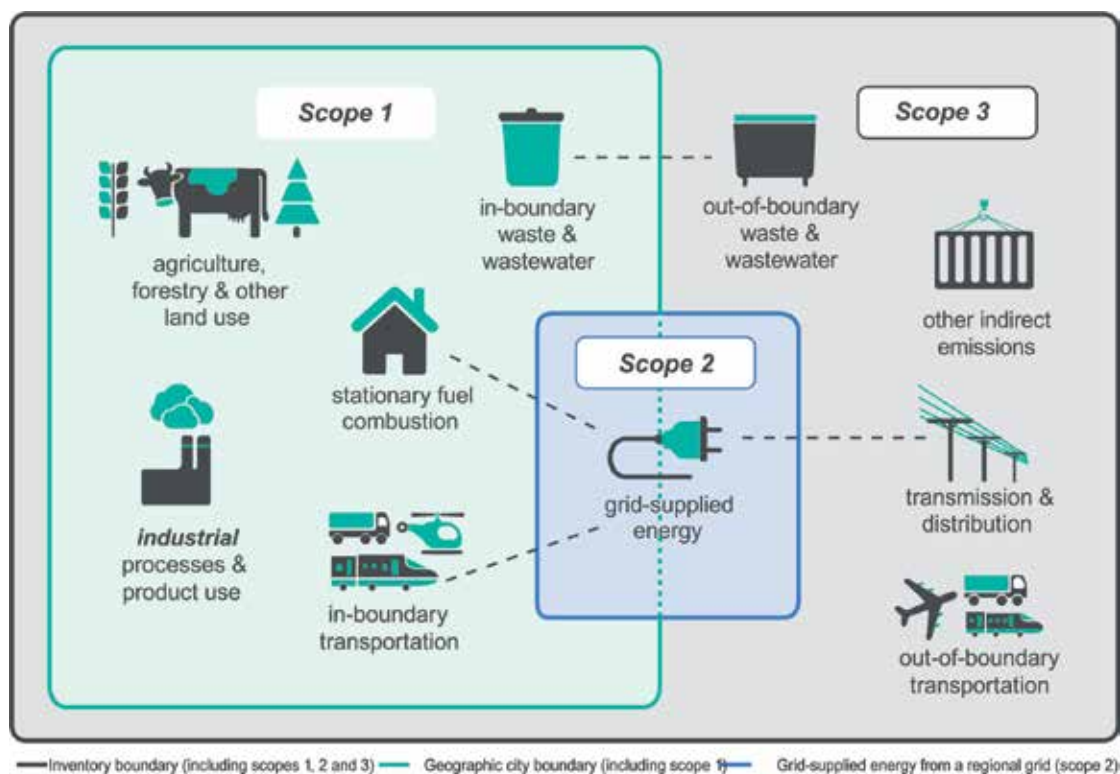 Scope 1
Scope 3
in-boundary
waste &
wastewater
out-of-boundary
waste &
wastewater
agriculture,
forestry & other
land use
other indirect
emissions
Scope 2
stationary fuel
combustion
grid-supplied
energy
transmission &
distribution
industrial
processes &
product use
in-boundary
transportation
out-of-boundary
transportation
Inventory boundary (including scopes 1, 2 and 3)
Geographic city boundary (including scope 1)
Grid-supplied energy from a regional grid (scope 2)